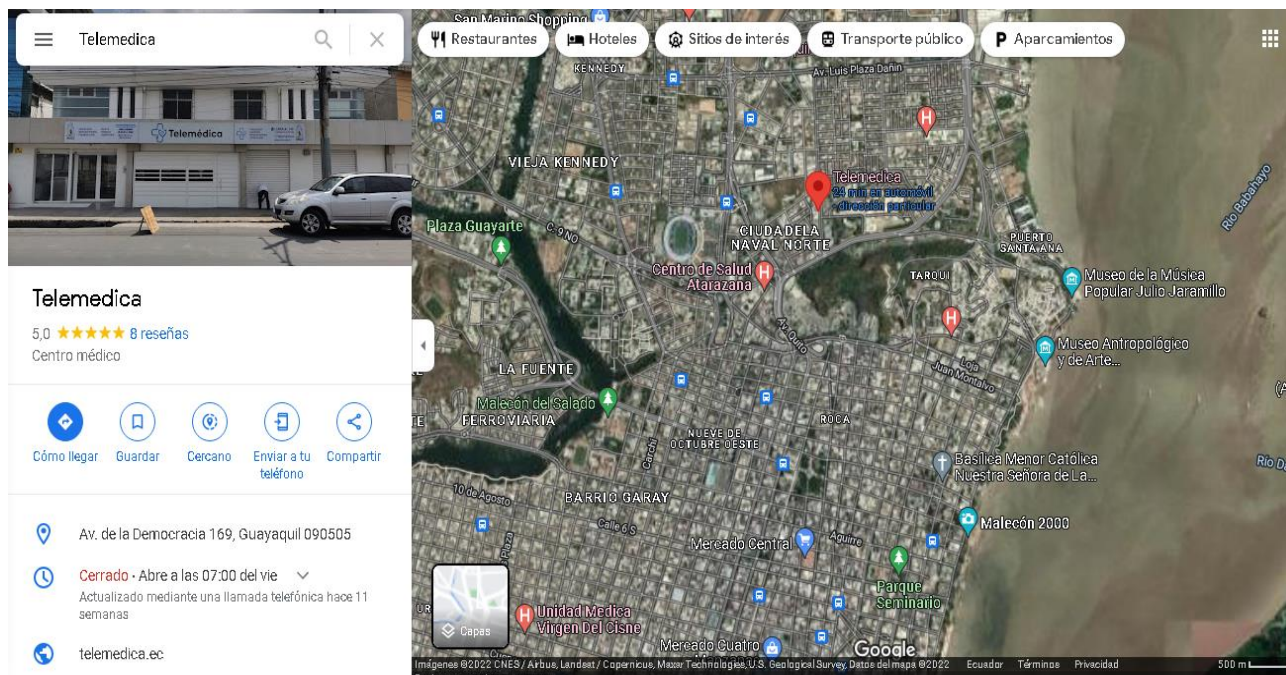 Telemedica
Telemédica
Telemedica
5,0
8 reseñas
Centro médico
Cómo llegar
Guardar
Cercano
Enviar a tu
teléfono
Compartir
Av. de la Democracia 169, Guayaquil 090505
Cerrado · Abre a las 07:00 del vie
Actualizado mediante una llamada telefónica hace 11
semanas
telemedica.ec
San Marino Shopping
Restaurantes
Hoteles
Sitios de interés
Transporte público
P Aparcamientos
KENNEDY
Av. Luis Plaza Dañin
H
VIEJA KENNEDY
Telemedica
24 min en automóvil
- dirección particular
Río Babahoyo
Plaza Guayarte
C. 9 NO
CIUDADELA
NAVAL NORTE
PUERTO
SANTA ANA
Centro de Salud
Atarazana
H
TARQUI
Museo de la Música
Popular Julio Jaramillo
Av. Quito
H
Museo Antropológico
y de Arte...
Loja
Juan Montalvo
LA FUENTE
Malecón del Salado
FERROVIARIA
ROCA
NUEVE DE
OCTUBRE OESTE
Carchi
Basílica Menor Católica
Nuestra Señora de La...
10 de Agosto
BARRIO GARAY
Calle 6 S
Malecón 2000
Mercado Central
Aguirre
Plaza
Parque
Seminario
Capas
H
Unidad Medica
Virgen Del Cisne
Mercado Cuatro
Google
Imágenes ©2022 CNES / Airbus, Landsat / Copernicus, Maxar Technologies, U.S. Geological Survey, Datos del mapa ©2022
Ecuador
Términos
Privacidad
500 m